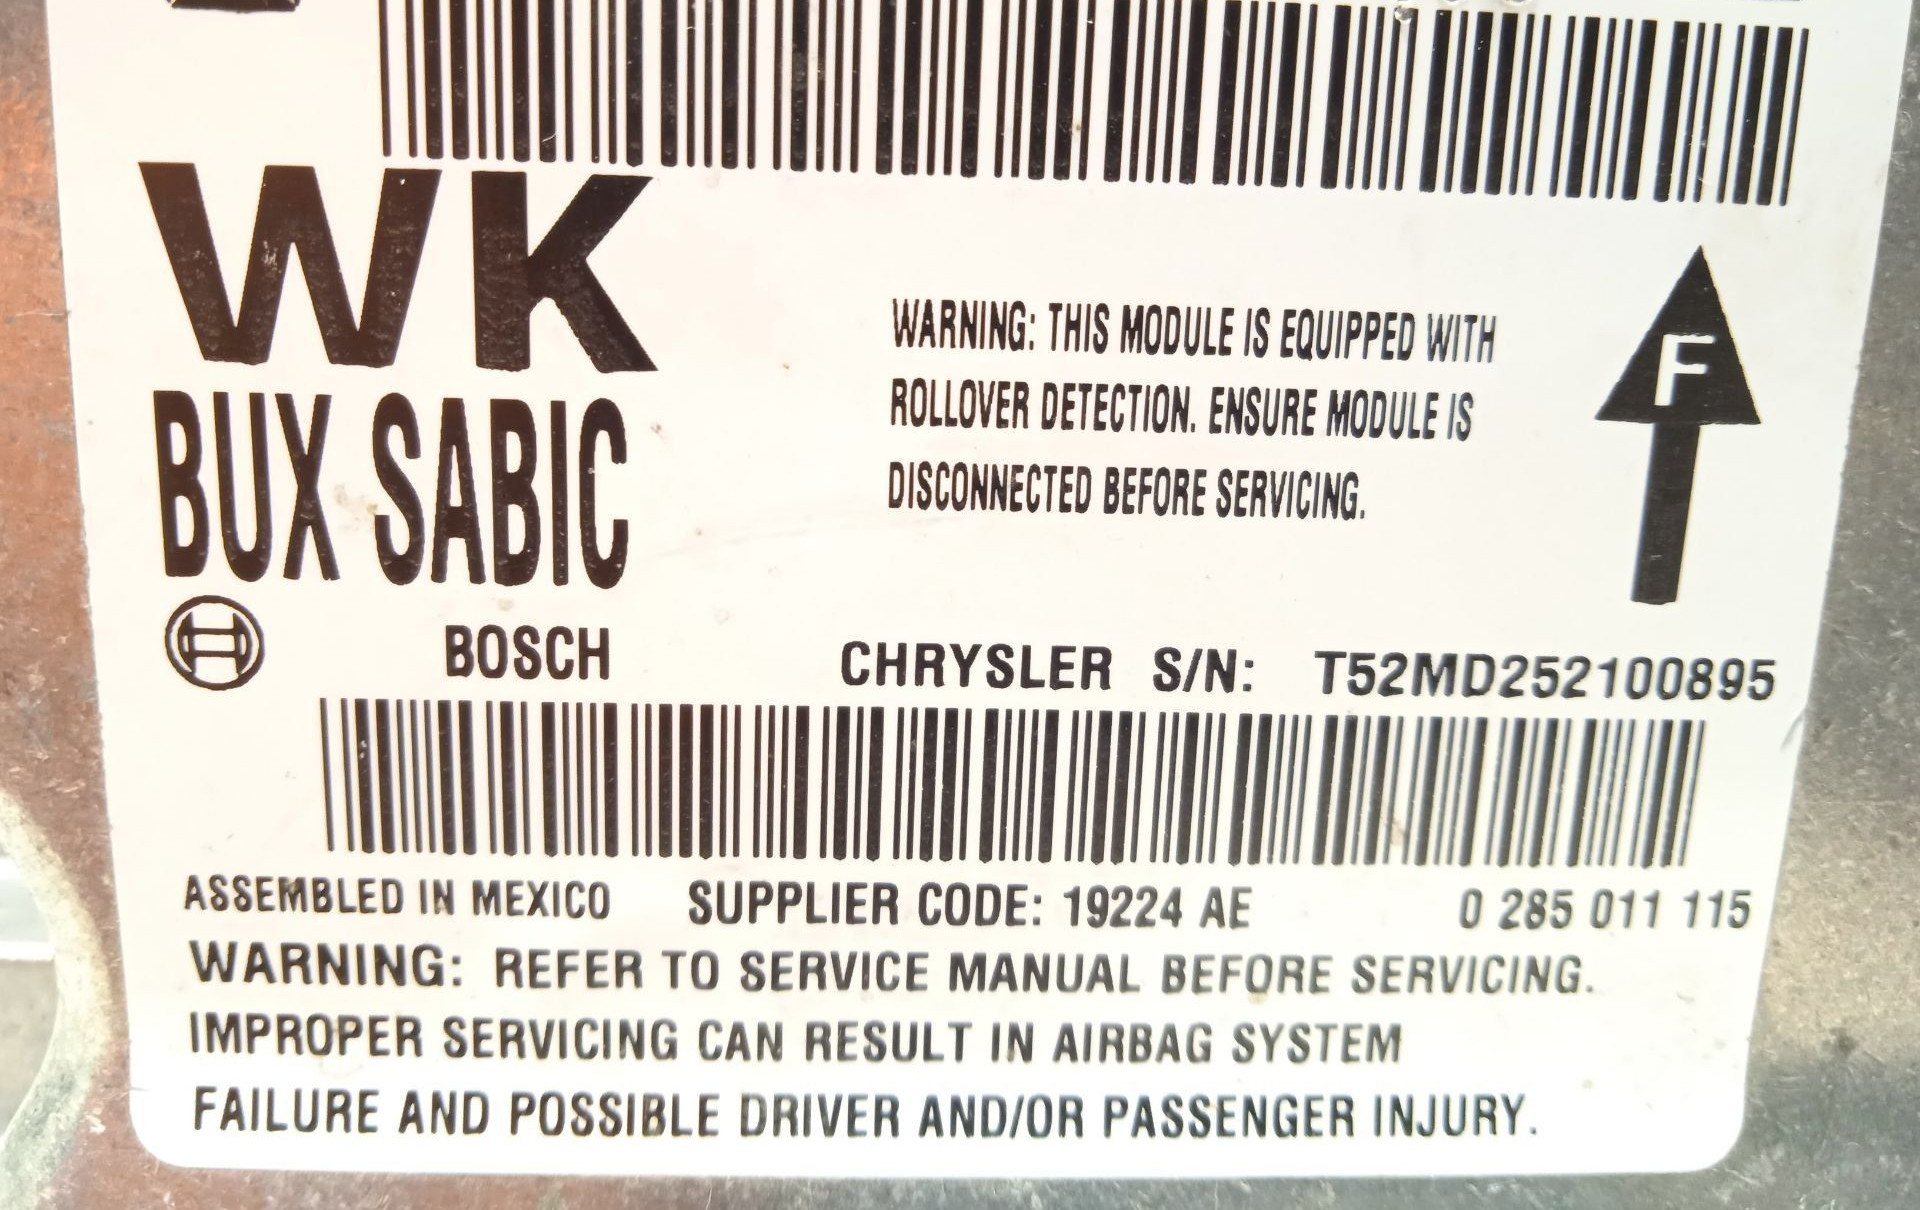 WK
BUX SABIC
WARNING: THIS MODULE IS EQUIPPED WITH
ROLLOVER DETECTION. ENSURE MODULE IS
DISCONNECTED BEFORE SERVICING.
F
BOSCH CHRYSLER S/N: T52MD252100895
ASSEMBLED IN MEXICO SUPPLIER CODE: 19224 AE 0 285 011 115
WARNING: REFER TO SERVICE MANUAL BEFORE SERVICING.
IMPROPER SERVICING CAN RESULT IN AIRBAG SYSTEM
FAILURE AND POSSIBLE DRIVER AND/OR PASSENGER INJURY.